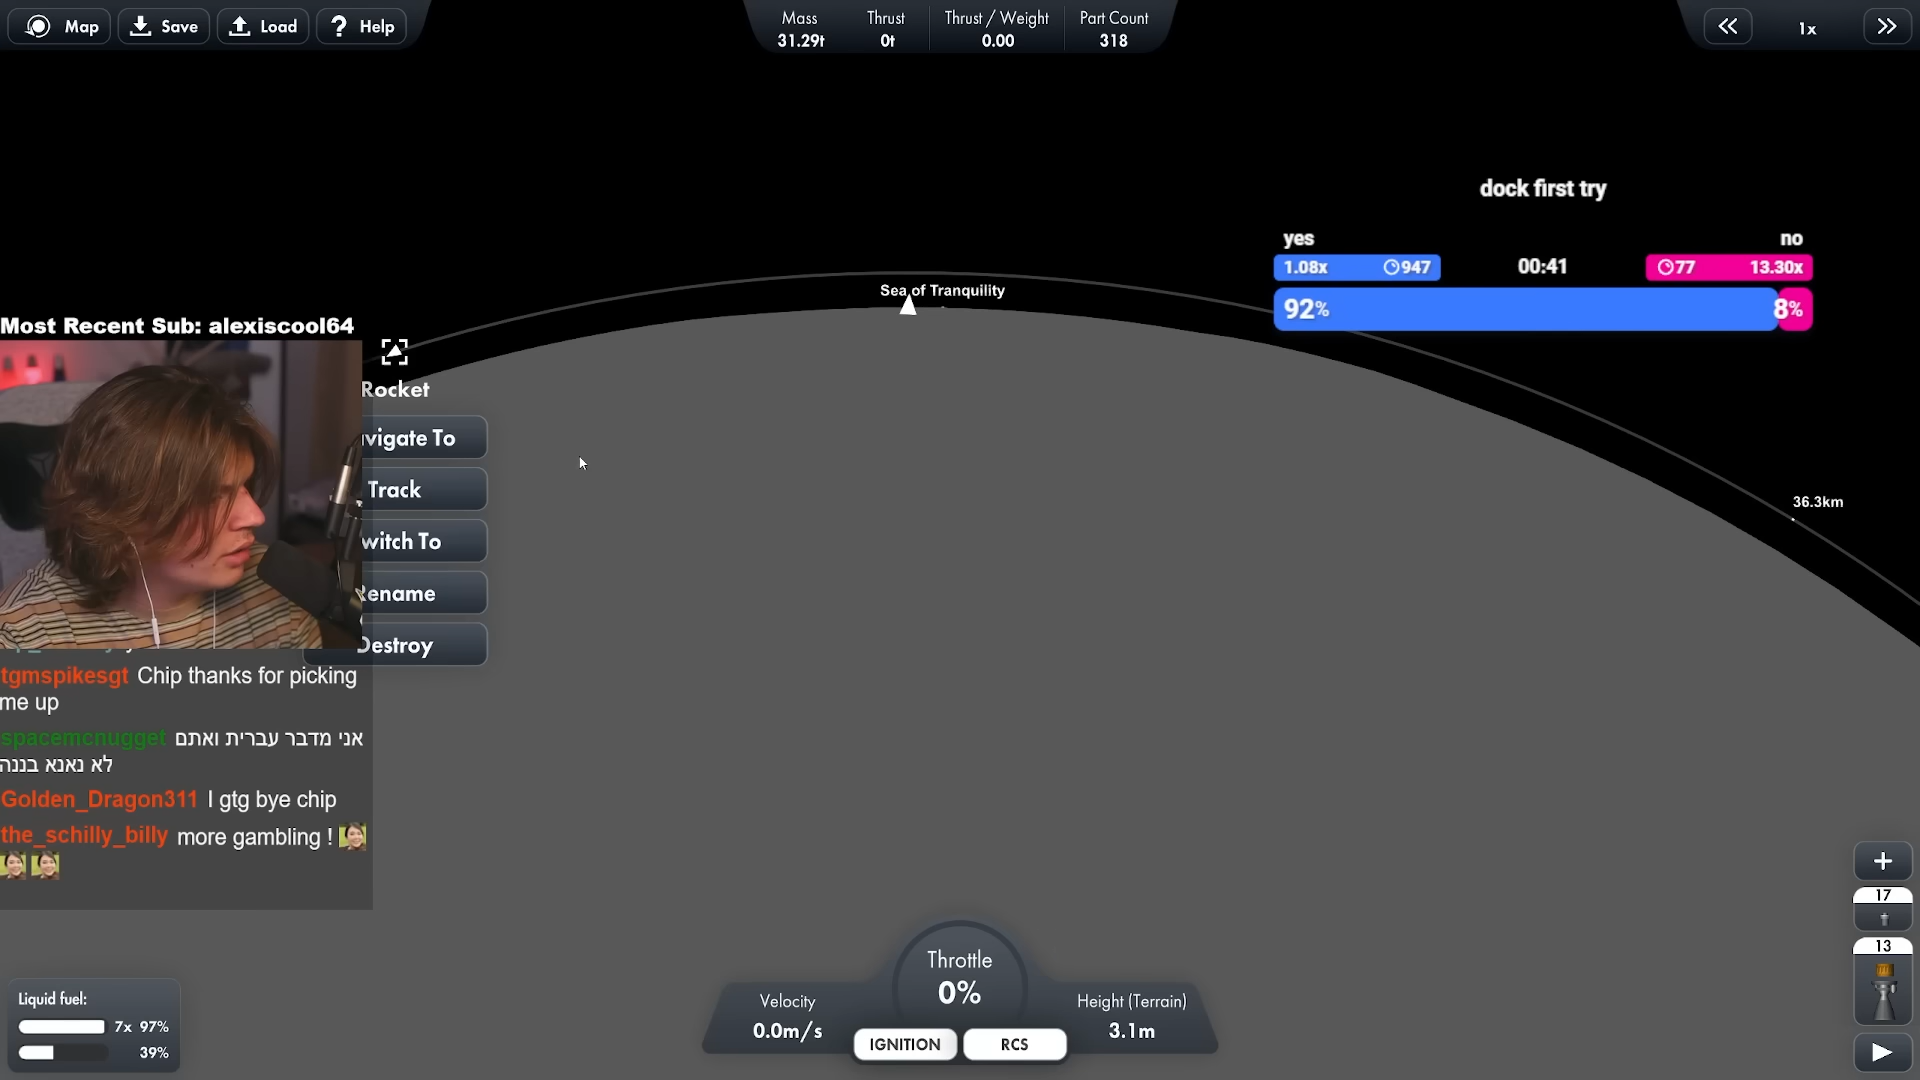 Map
Save
Load
Help
Mass
31.29t
Thrust
0t
Thrust / Weight
0.00
Part Count
318
1x
dock first try
yes
no
1.08x
947
00:41
77
13.30x
92%
8%
Sea of Tranquility
36.3km
Most Recent Sub: alexiscool64
Rocket
vigate To
Track
witch To
Rename
Destroy
tgmspikesgt Chip thanks for picking
me up
spacemcnugget אני מדבר עברית ואתם
לא נאנא בננה
Golden_Dragon311 I gtg bye chip
the_schilly_billy more gambling !
17
13
Liquid fuel:
7x 97%
39%
Throttle
0%
Velocity
0.0m/s
Height (Terrain)
3.1m
IGNITION
RCS